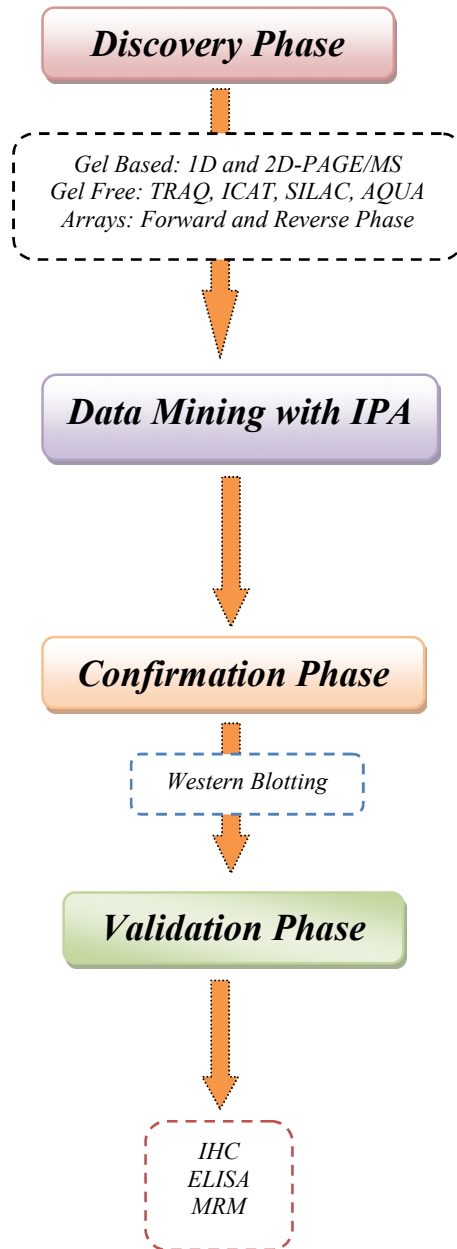 Discovery Phase
Gel Based: 1D and 2D-PAGE/MS
Gel Free: TRAQ, ICAT, SILAC, AQUA
Arrays: Forward and Reverse Phase
Data Mining with IPA
Confirmation Phase
Western Blotting
Validation Phase
IHC
ELISA
MRM